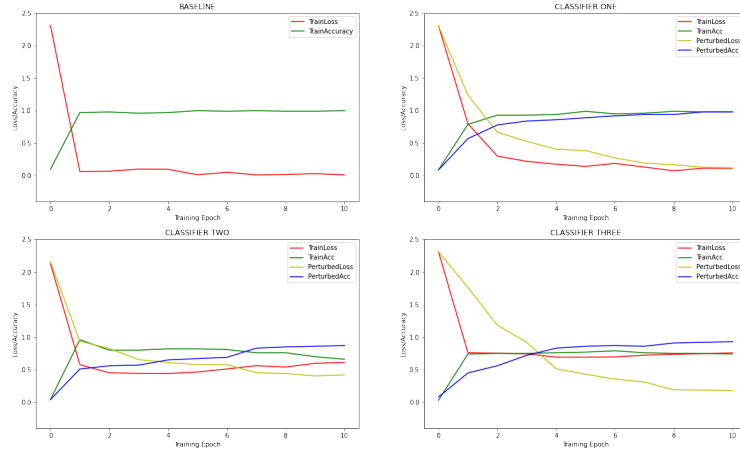 BASELINE
2.5
2.0
1.5
1.0
0.5
0.0
Loss/Accuracy
0 2 4 6 8 10
Training Epoch
TrainLoss
TrainAccuracy
CLASSIFIER ONE
2.5
2.0
1.5
1.0
0.5
0.0
Loss/Accuracy
0 2 4 6 8 10
Training Epoch
TrainLoss
TrainAcc
PerturbedLoss
PerturbedAcc
CLASSIFIER TWO
2.5
2.0
1.5
1.0
0.5
0.0
Loss/Accuracy
0 2 4 6 8 10
Training Epoch
TrainLoss
TrainAcc
PerturbedLoss
PerturbedAcc
CLASSIFIER THREE
2.5
2.0
1.5
1.0
0.5
0.0
Loss/Accuracy
0 2 4 6 8 10
Training Epoch
TrainLoss
TrainAcc
PerturbedLoss
PerturbedAcc